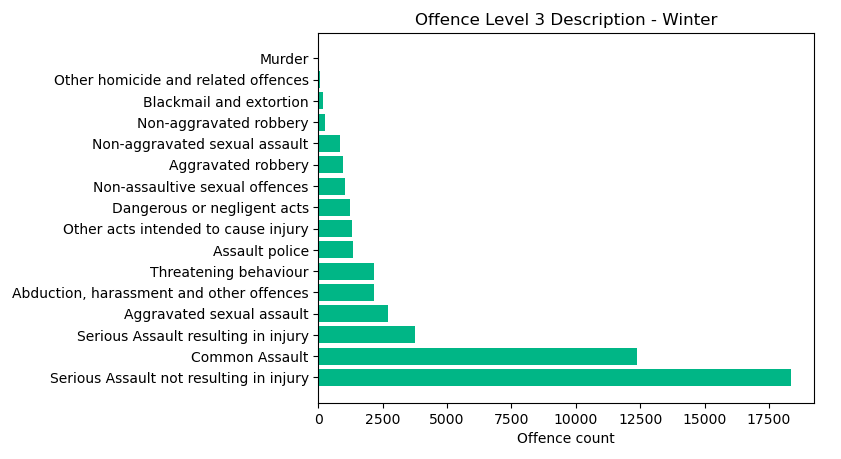 Offence Level 3 Description - Winter
Murder
Other homicide and related offences
Blackmail and extortion
Non-aggravated robbery
Non-aggravated sexual assault
Aggravated robbery
Non-assaultive sexual offences
Dangerous or negligent acts
Other acts intended to cause injury
Assault police
Threatening behaviour
Abduction, harassment and other offences
Aggravated sexual assault
Serious Assault resulting in injury
Common Assault
Serious Assault not resulting in injury
0 2500 5000 7500 10000 12500 15000 17500
Offence count